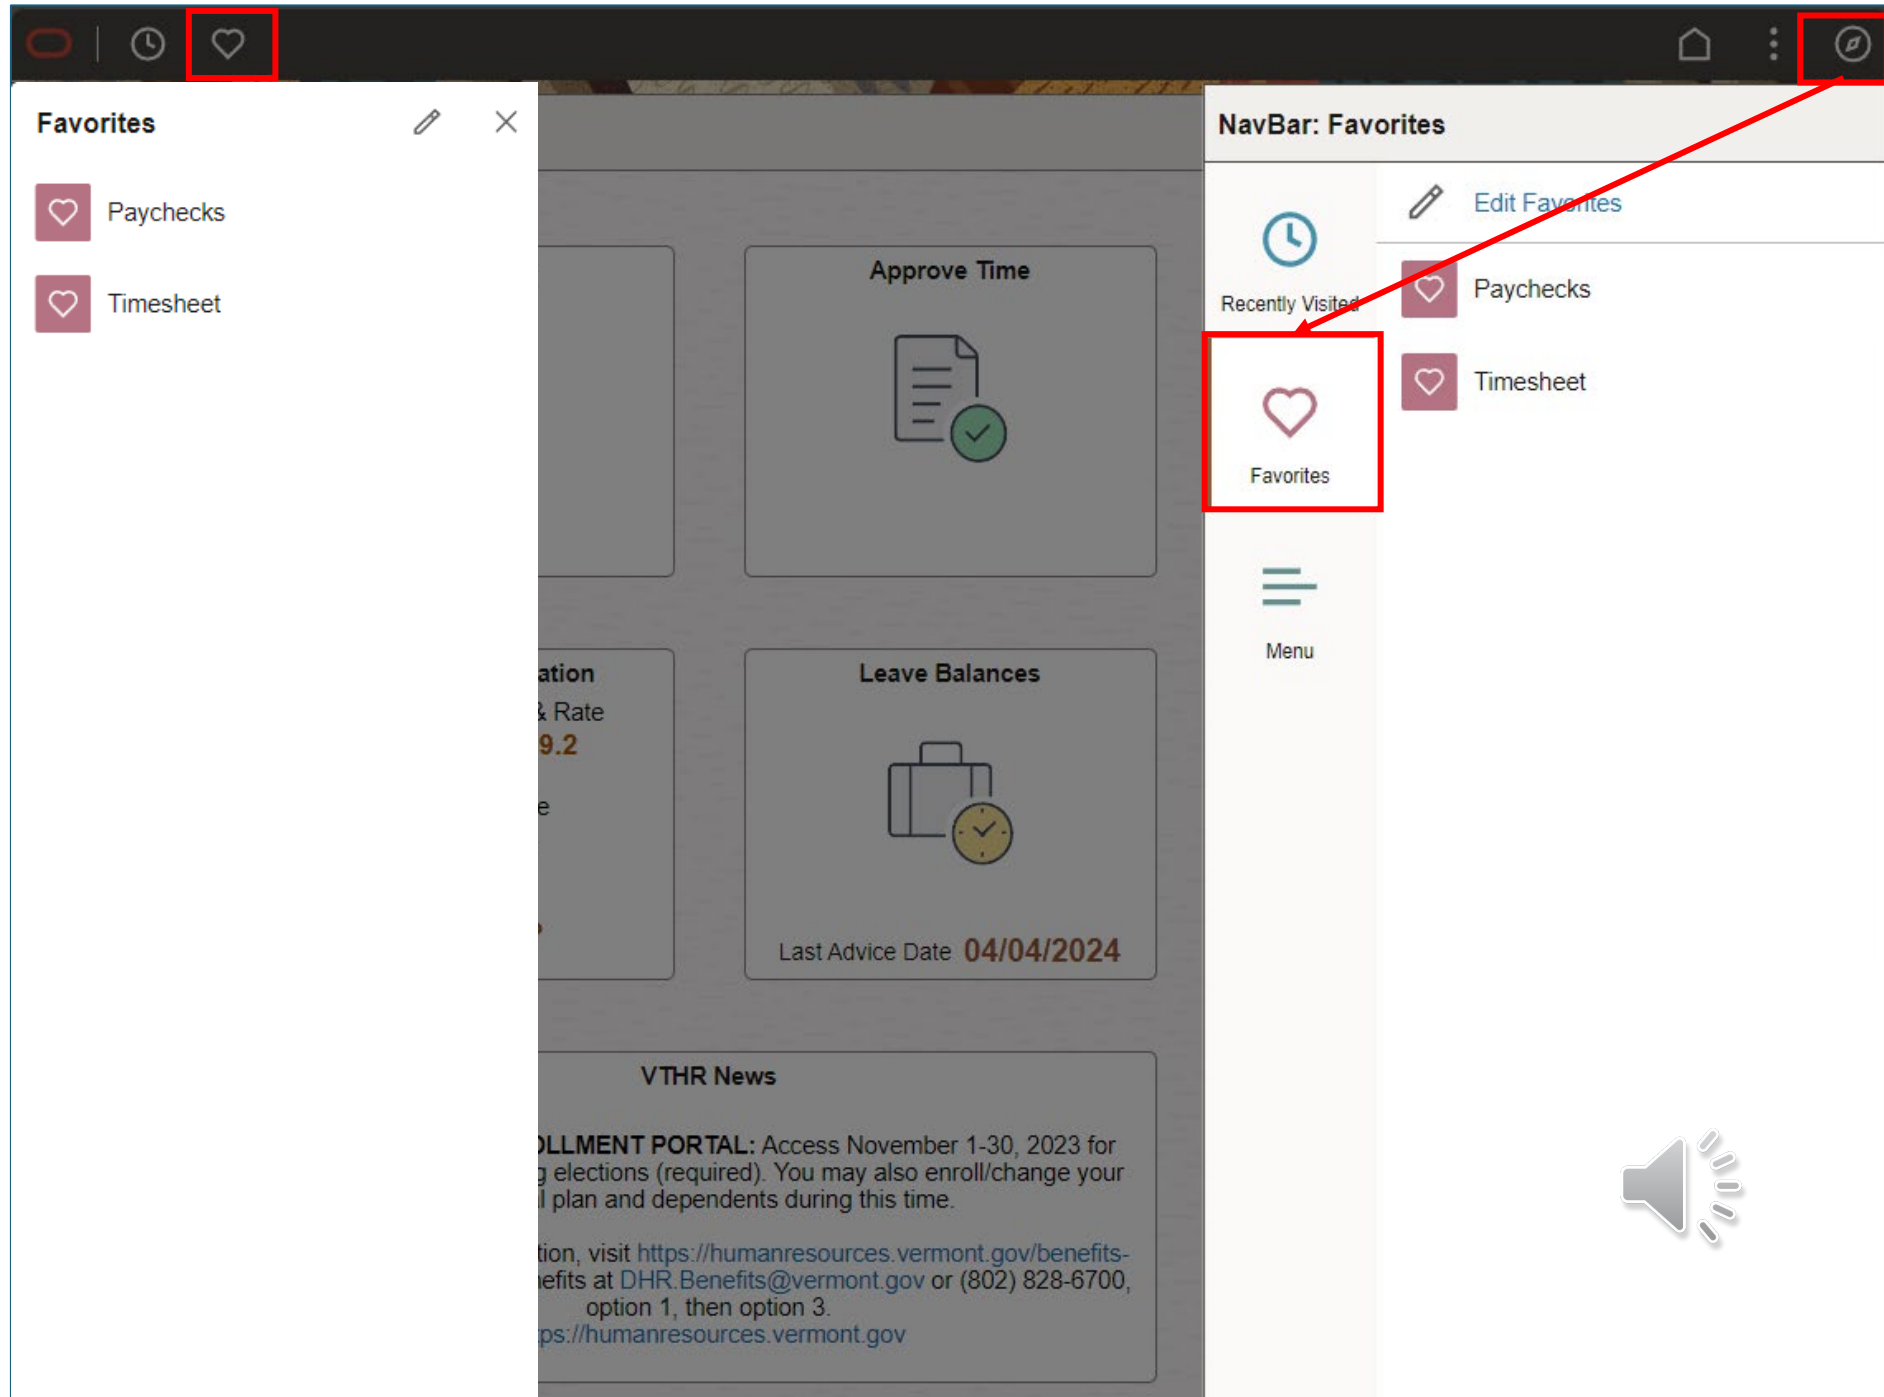 Favorites
Paychecks
Timesheet
Approve Time
ation
& Rate
9.2
e
Leave Balances
Last Advice Date 04/04/2024
VTHR News
OLLMENT PORTAL: Access November 1-30, 2023 for
g elections (required). You may also enroll/change your
l plan and dependents during this time.
tion, visit https://humanresources.vermont.gov/benefits-
nefits at DHR.Benefits@vermont.gov or (802) 828-6700,
option 1, then option 3.
ps://humanresources.vermont.gov
NavBar: Favorites
Recently Visited
Favorites
Menu
Edit Favorites
Paychecks
Timesheet